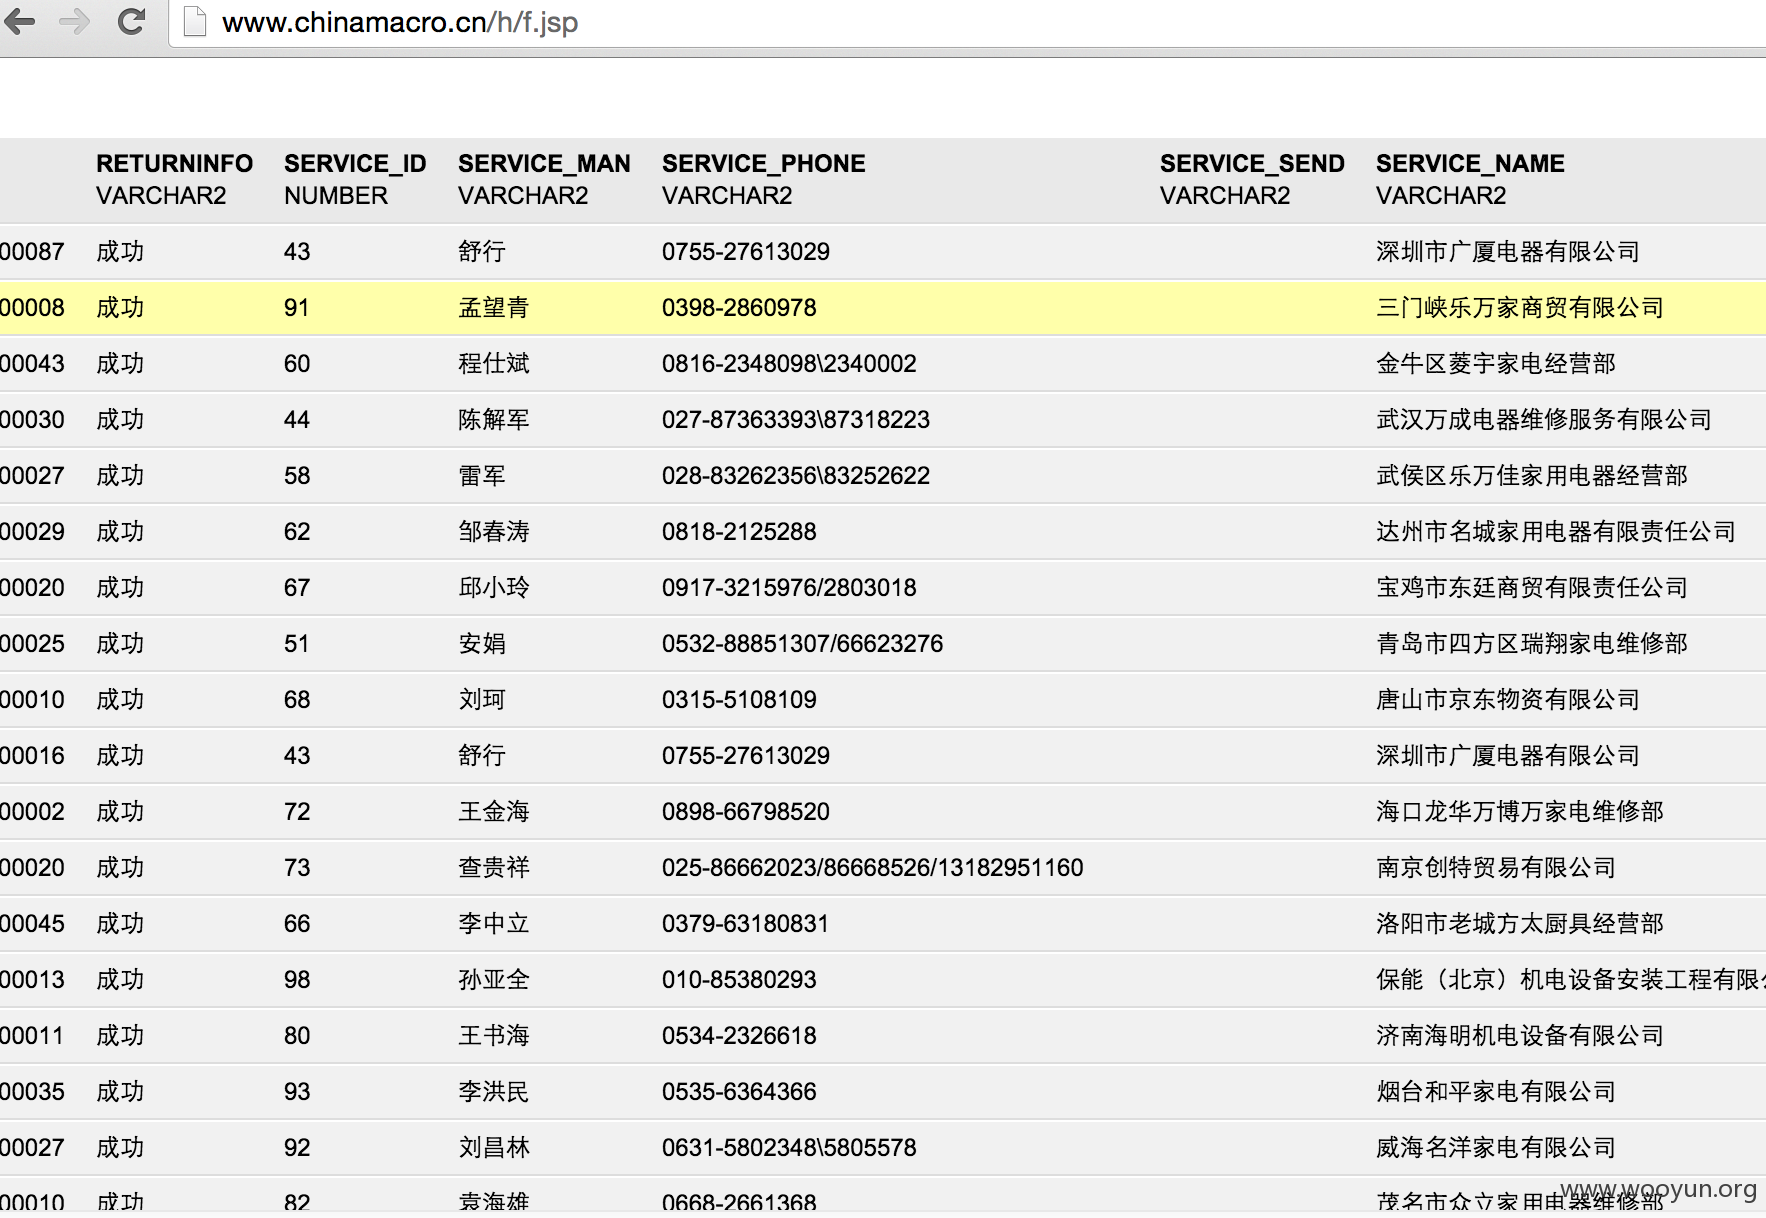 www.chinamacro.cn/h/f.jsp
RETURNINFO SERVICE_ID SERVICE_MAN SERVICE_PHONE SERVICE_SEND SERVICE_NAME
VARCHAR2 NUMBER VARCHAR2 VARCHAR2 VARCHAR2 VARCHAR2
00087 成功 43 舒行 0755-27613029 深圳市广厦电器有限公司
00008 成功 91 孟望青 0398-2860978 三门峡乐万家商贸有限公司
00043 成功 60 程仕斌 0816-2348098\2340002 金牛区菱宇家电经营部
00030 成功 44 陈解军 027-87363393\87318223 武汉万成电器维修服务有限公司
00027 成功 58 雷军 028-83262356\83252622 武侯区乐万佳家用电器经营部
00029 成功 62 邹春涛 0818-2125288 达州市名城家用电器有限责任公司
00020 成功 67 邱小玲 0917-3215976/2803018 宝鸡市东廷商贸有限责任公司
00025 成功 51 安娟 0532-88851307/66623276 青岛市四方区瑞翔家电维修部
00010 成功 68 刘珂 0315-5108109 唐山市京东物资有限公司
00016 成功 43 舒行 0755-27613029 深圳市广厦电器有限公司
00002 成功 72 王金海 0898-66798520 海口龙华万博万家电维修部
00020 成功 73 查贵祥 025-86662023/86668526/13182951160 南京创特贸易有限公司
00045 成功 66 李中立 0379-63180831 洛阳市老城方太厨具经营部
00013 成功 98 孙亚全 010-85380293 保能（北京）机电设备安装工程有限公
00011 成功 80 王书海 0534-2326618 济南海明机电设备有限公司
00035 成功 93 李洪民 0535-6364366 烟台和平家电有限公司
00027 成功 92 刘昌林 0631-5802348\5805578 威海名洋家电有限公司
00010 成功 82 袁海雄 0668-2661368 茂名市众立家用电器维修部
www.wooyun.org